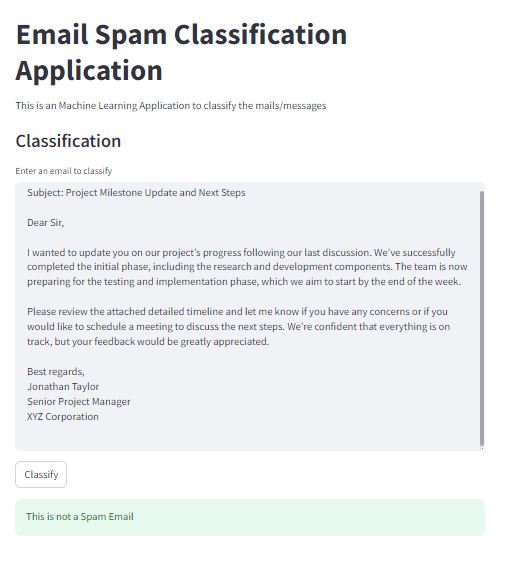 Email Spam Classification
Application
This is an Machine Learning Application to classify the mails/messages
Classification
Enter an email to classify
Subject: Project Milestone Update and Next Steps
Dear Sir,
I wanted to update you on our project's progress following our last discussion. We've successfully
completed the initial phase, including the research and development components. The team is now
preparing for the testing and implementation phase, which we aim to start by the end of the week.
Please review the attached detailed timeline and let me know if you have any concerns or if you
would like to schedule a meeting to discuss the next steps. We're confident that everything is on
track, but your feedback would be greatly appreciated.
Best regards,
Jonathan Taylor
Senior Project Manager
XYZ Corporation
Classify
This is not a Spam Email